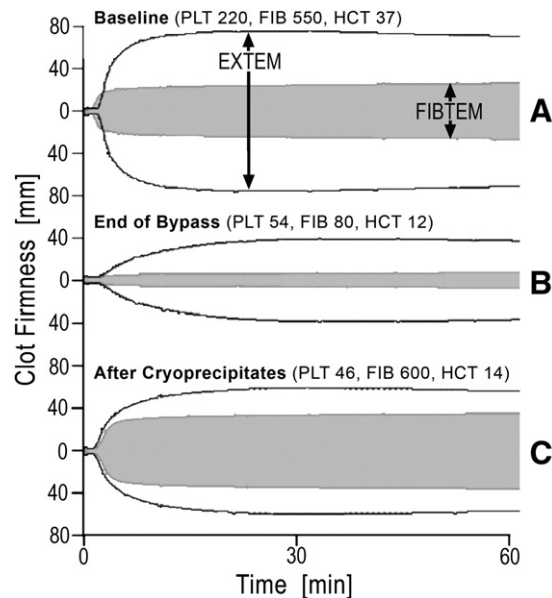 Baseline (PLT 220, FIB 550, HCT 37)
80
40
0
40
80
EXTEM
FIBTEM
A
End of Bypass (PLT 54, FIB 80, HCT 12)
40
0
40
B
80
After Cryoprecipitates (PLT 46, FIB 600, HCT 14)
40
0
40
80
C
Clot Firmness [mm]
0
30
60
Time [min]